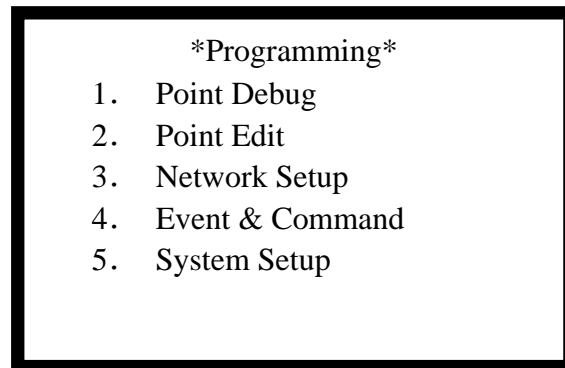 *Programming*
1. Point Debug
2. Point Edit
3. Network Setup
4. Event & Command
5. System Setup